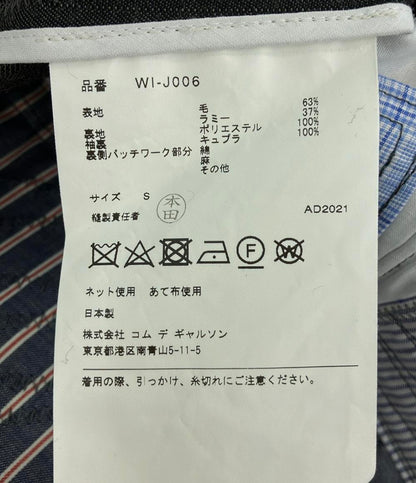 品番 WI-J006
表地 毛 63%
ラミー 37%
裏地 ポリエステル 100%
袖裏 キュプラ 100%
裏側パッチワーク部分 綿
麻
その他
サイズ S
縫製責任者 本田
AD2021
W
ネット使用 あて布使用
日本製
株式会社 コム デ ギャルソン
東京都港区南青山5-11-5
着用の際、引っかけ、糸切れにご注意ください。